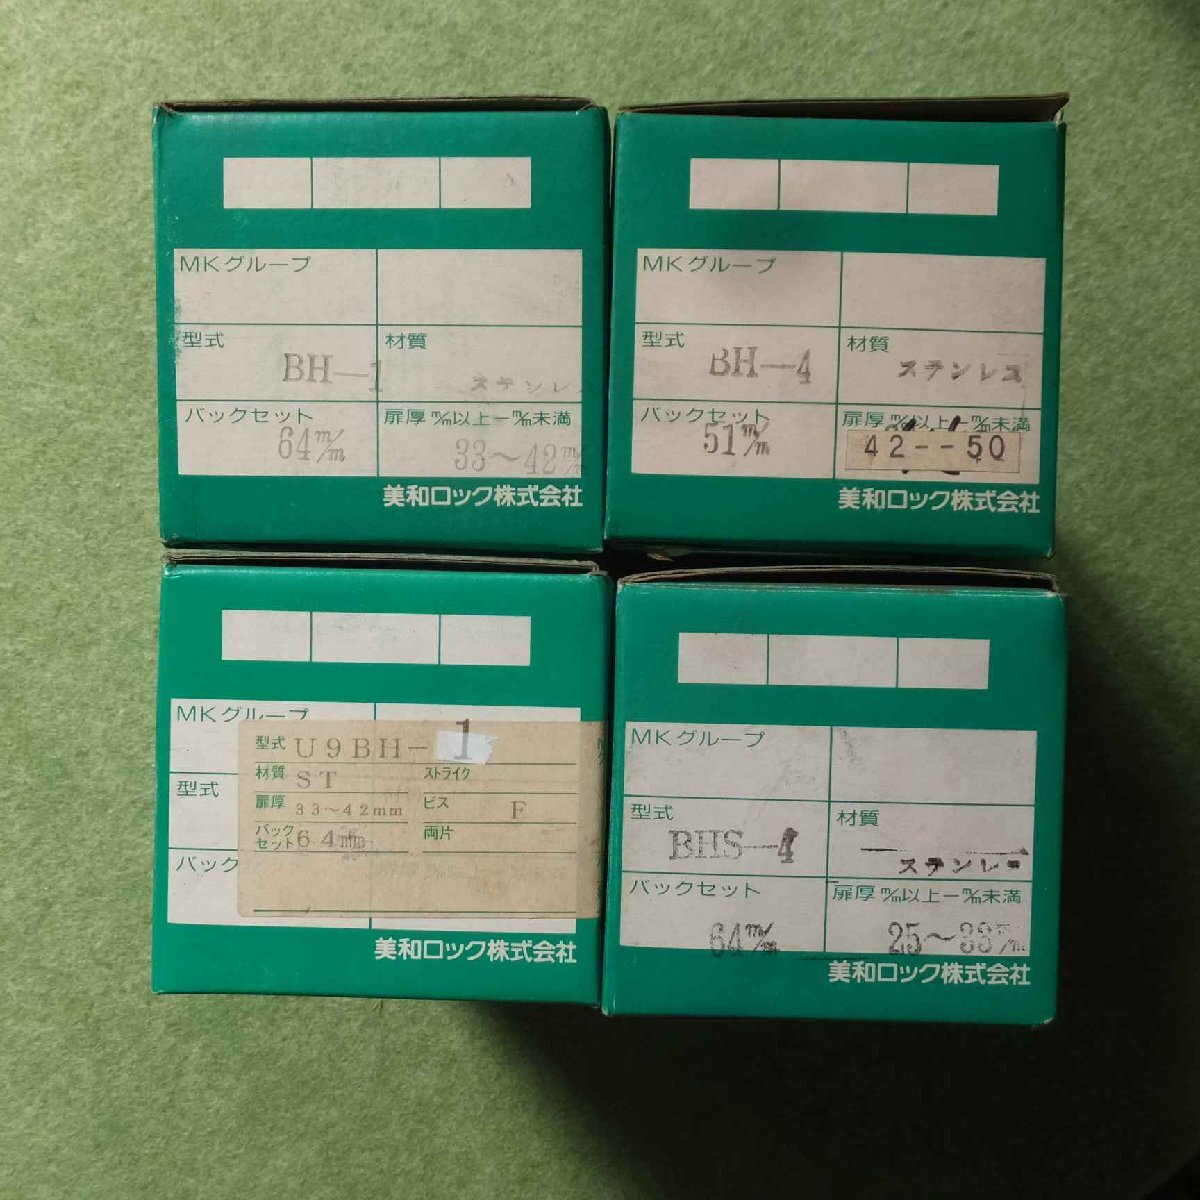 MKグループ
型式 BH-1
材質 ステンレス
バックセット 64m/m
扉厚 m/m以上ーm/m未満 33〜42m/m
美和ロック株式会社
MKグループ
型式 BH-4
材質 ステンレス
バックセット 51m/m
扉厚 m/m以上ーm/m未満
42--50
美和ロック株式会社
MKグループ
型式
バック
型式 U9BH-1
材質 ST ストライク
扉厚 33~42mm ビス F
バックセット 64mm 両片
美和ロック株式会社
MKグループ
型式 BHS-4
材質 ステンレス
バックセット 64m/m
扉厚 m/m以上ーm/m未満 25〜33m/m
美和ロック株式会社